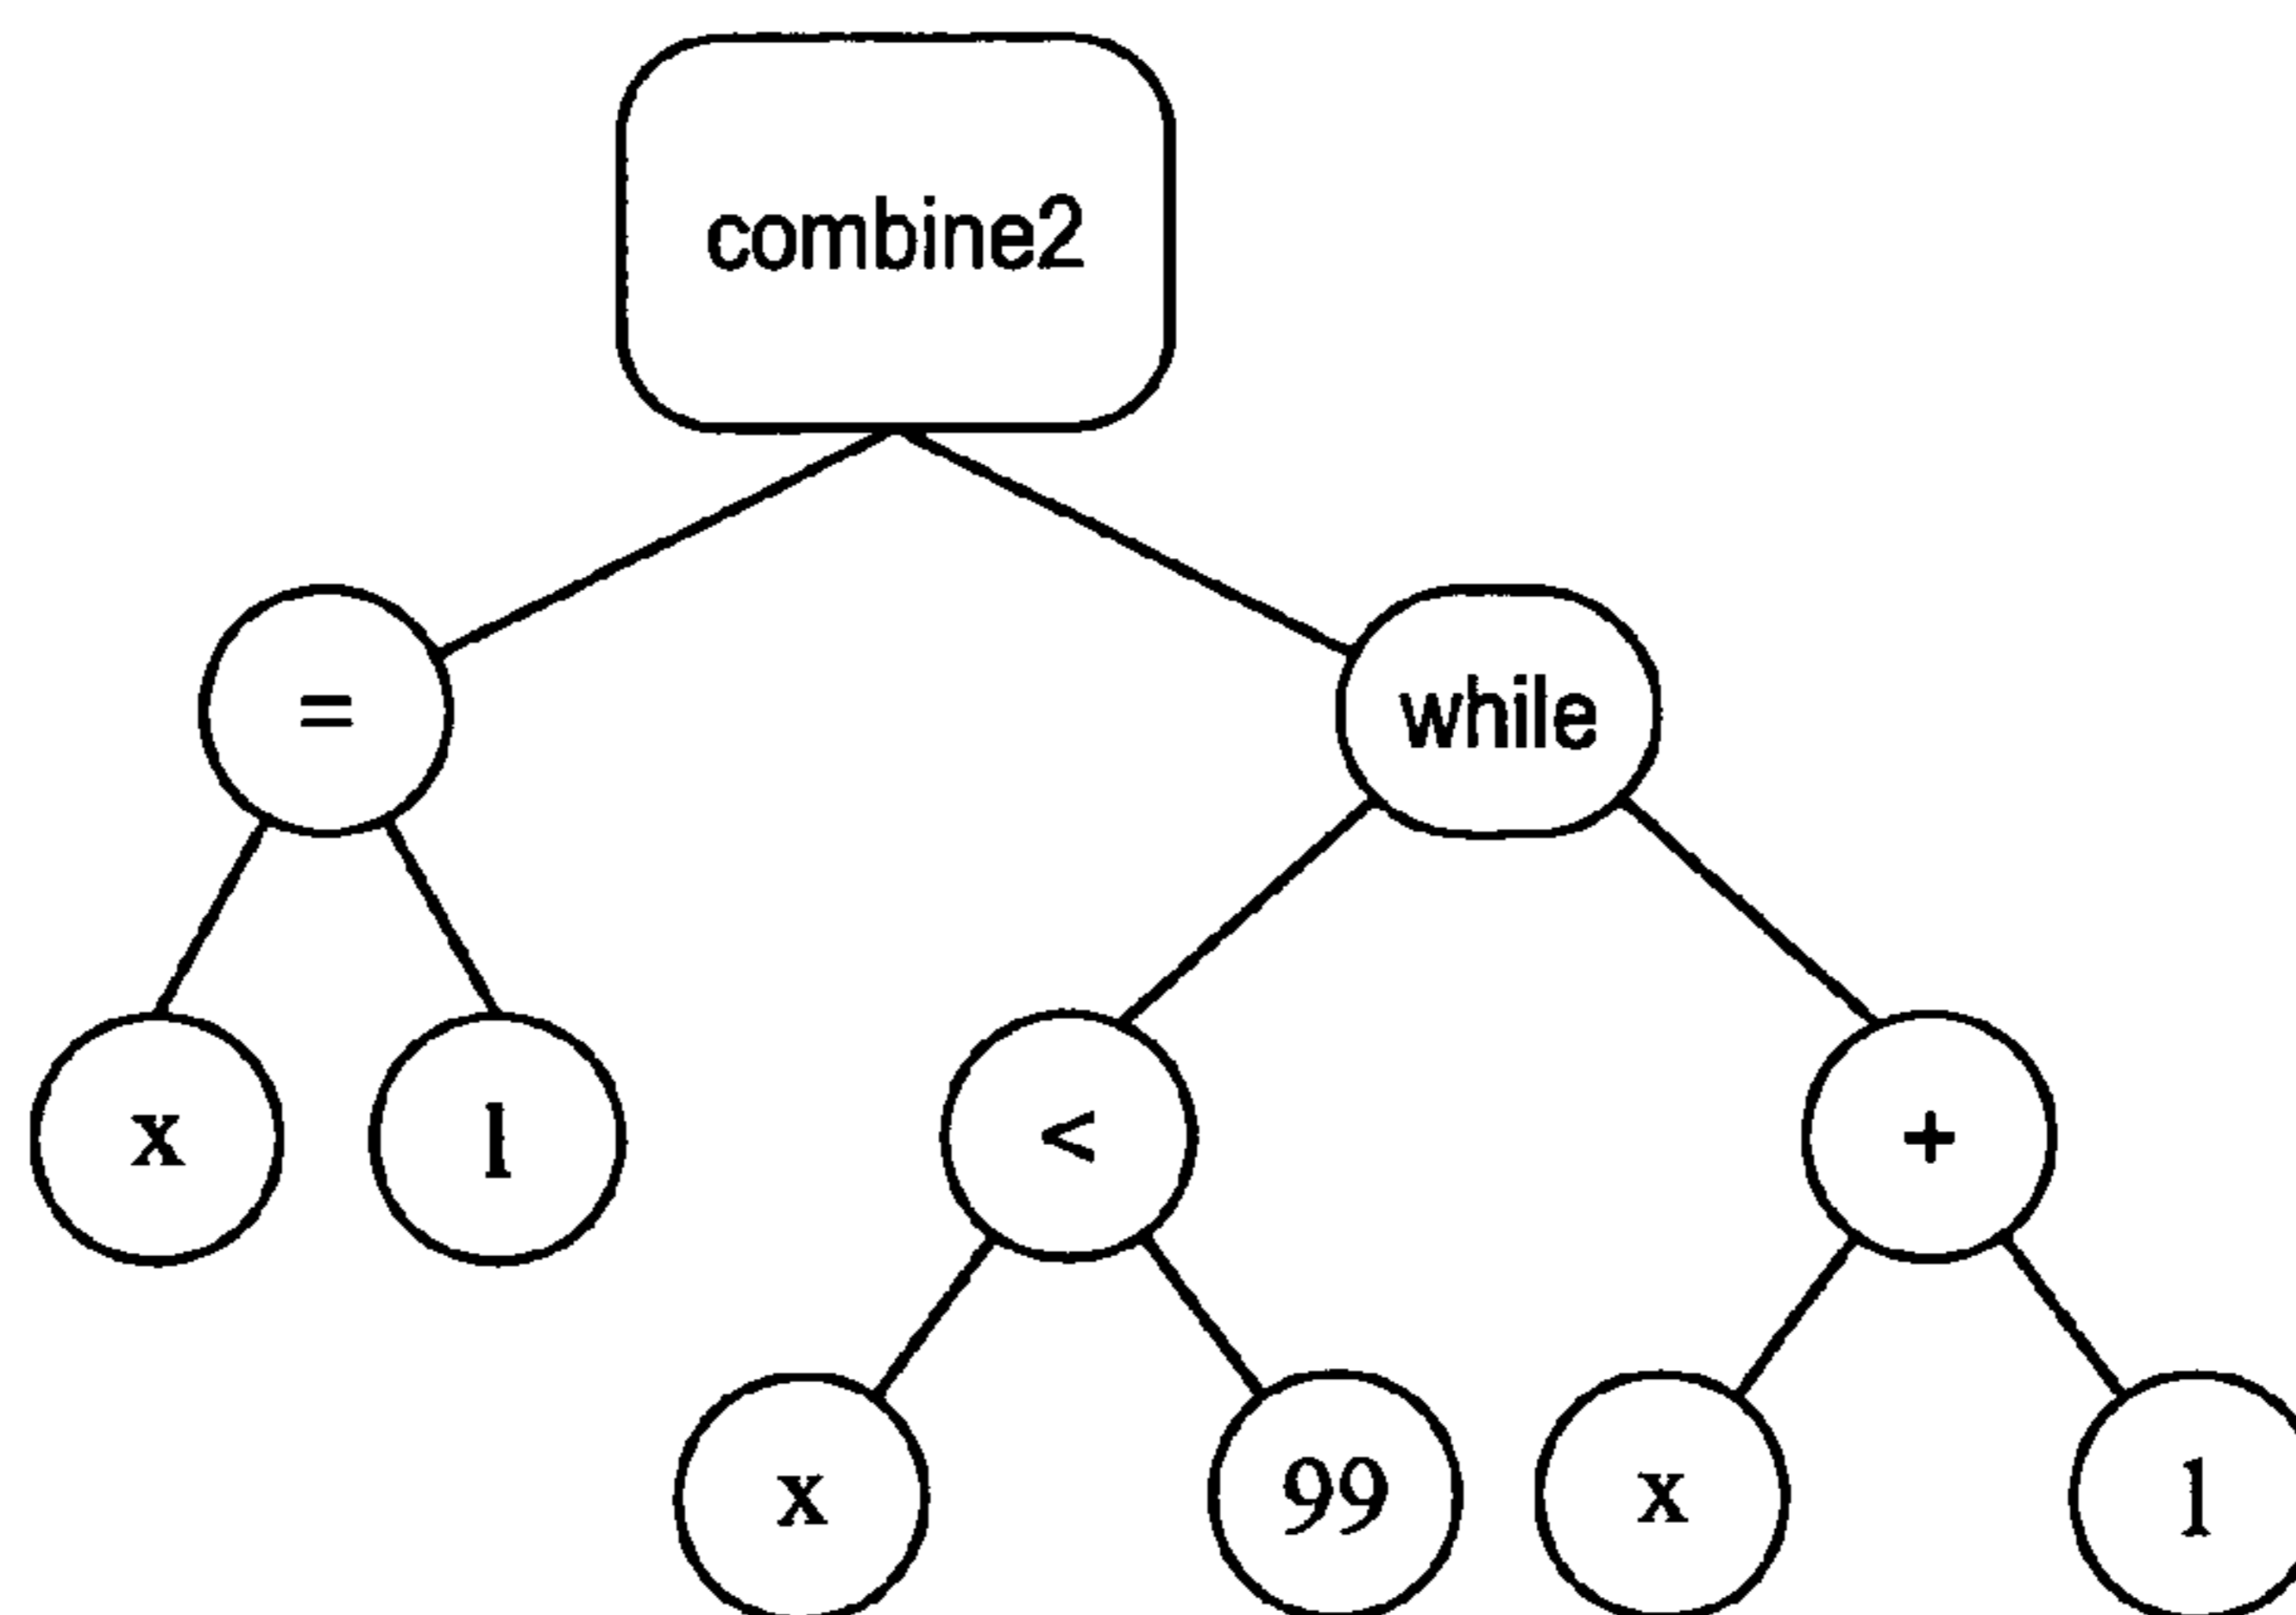 combine2
= while
x 1 < +
x 99 x 1